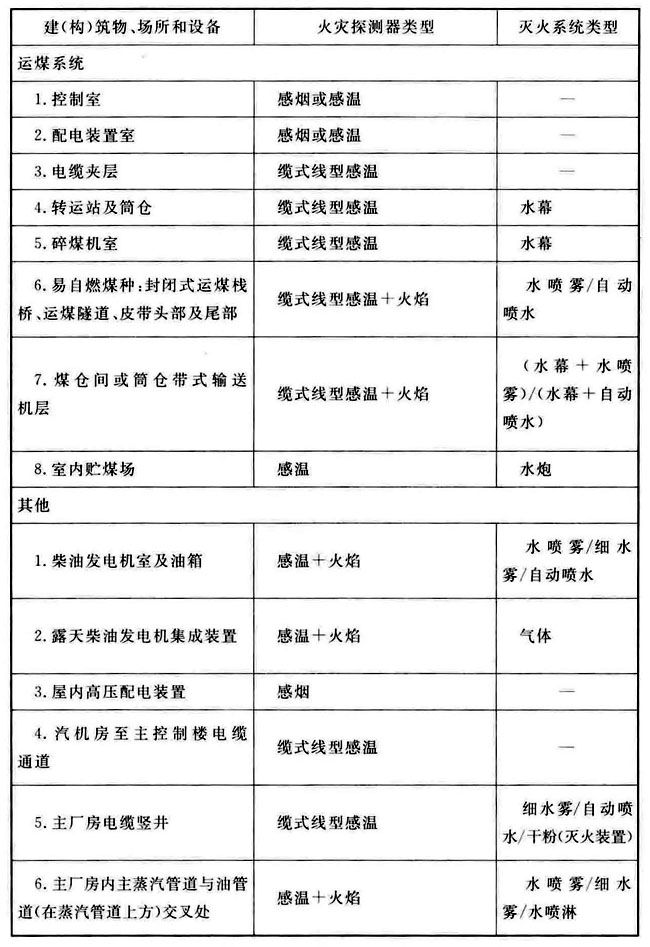 建(构)筑物、场所和设备 火灾探测器类型 灭火系统类型
运煤系统
1.控制室 感烟或感温 —
2.配电装置室 感烟或感温 —
3.电缆夹层 缆式线型感温 —
4.转运站及筒仓 缆式线型感温 水幕
5.碎煤机室 缆式线型感温 水幕
6.易自燃煤种:封闭式运煤栈
桥、运煤隧道、皮带头部及尾部
缆式线型感温+火焰
水喷雾/自动
喷水
7.煤仓间或筒仓带式输送
机层
缆式线型感温+火焰
(水幕+水喷
雾)/(水幕+自动
喷水)
8.室内贮煤场 感温 水炮
其他
1.柴油发电机室及油箱 感温+火焰
水喷雾/细水
雾/自动喷水
2.露天柴油发电机集成装置 感温+火焰 气体
3.屋内高压配电装置 感烟 —
4.汽机房至主控制楼电缆
通道
缆式线型感温 —
5.主厂房电缆竖井 缆式线型感温
细水雾/自动喷
水/干粉(灭火装置)
6.主厂房内主蒸汽管道与油管
道(在蒸汽管道上方)交叉处
感温+火焰
水喷雾/细水
雾/水喷淋